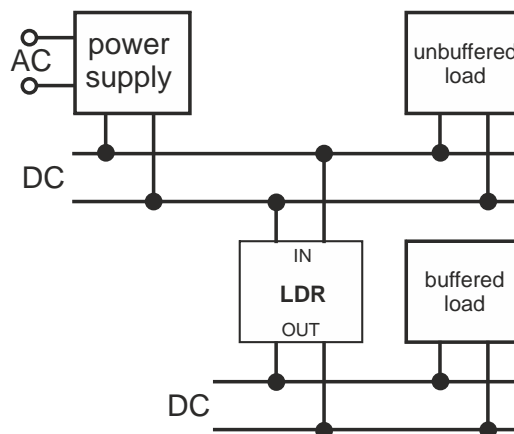 power
supply
AC
unbuffered
load
DC
IN
LDR
OUT
buffered
load
DC